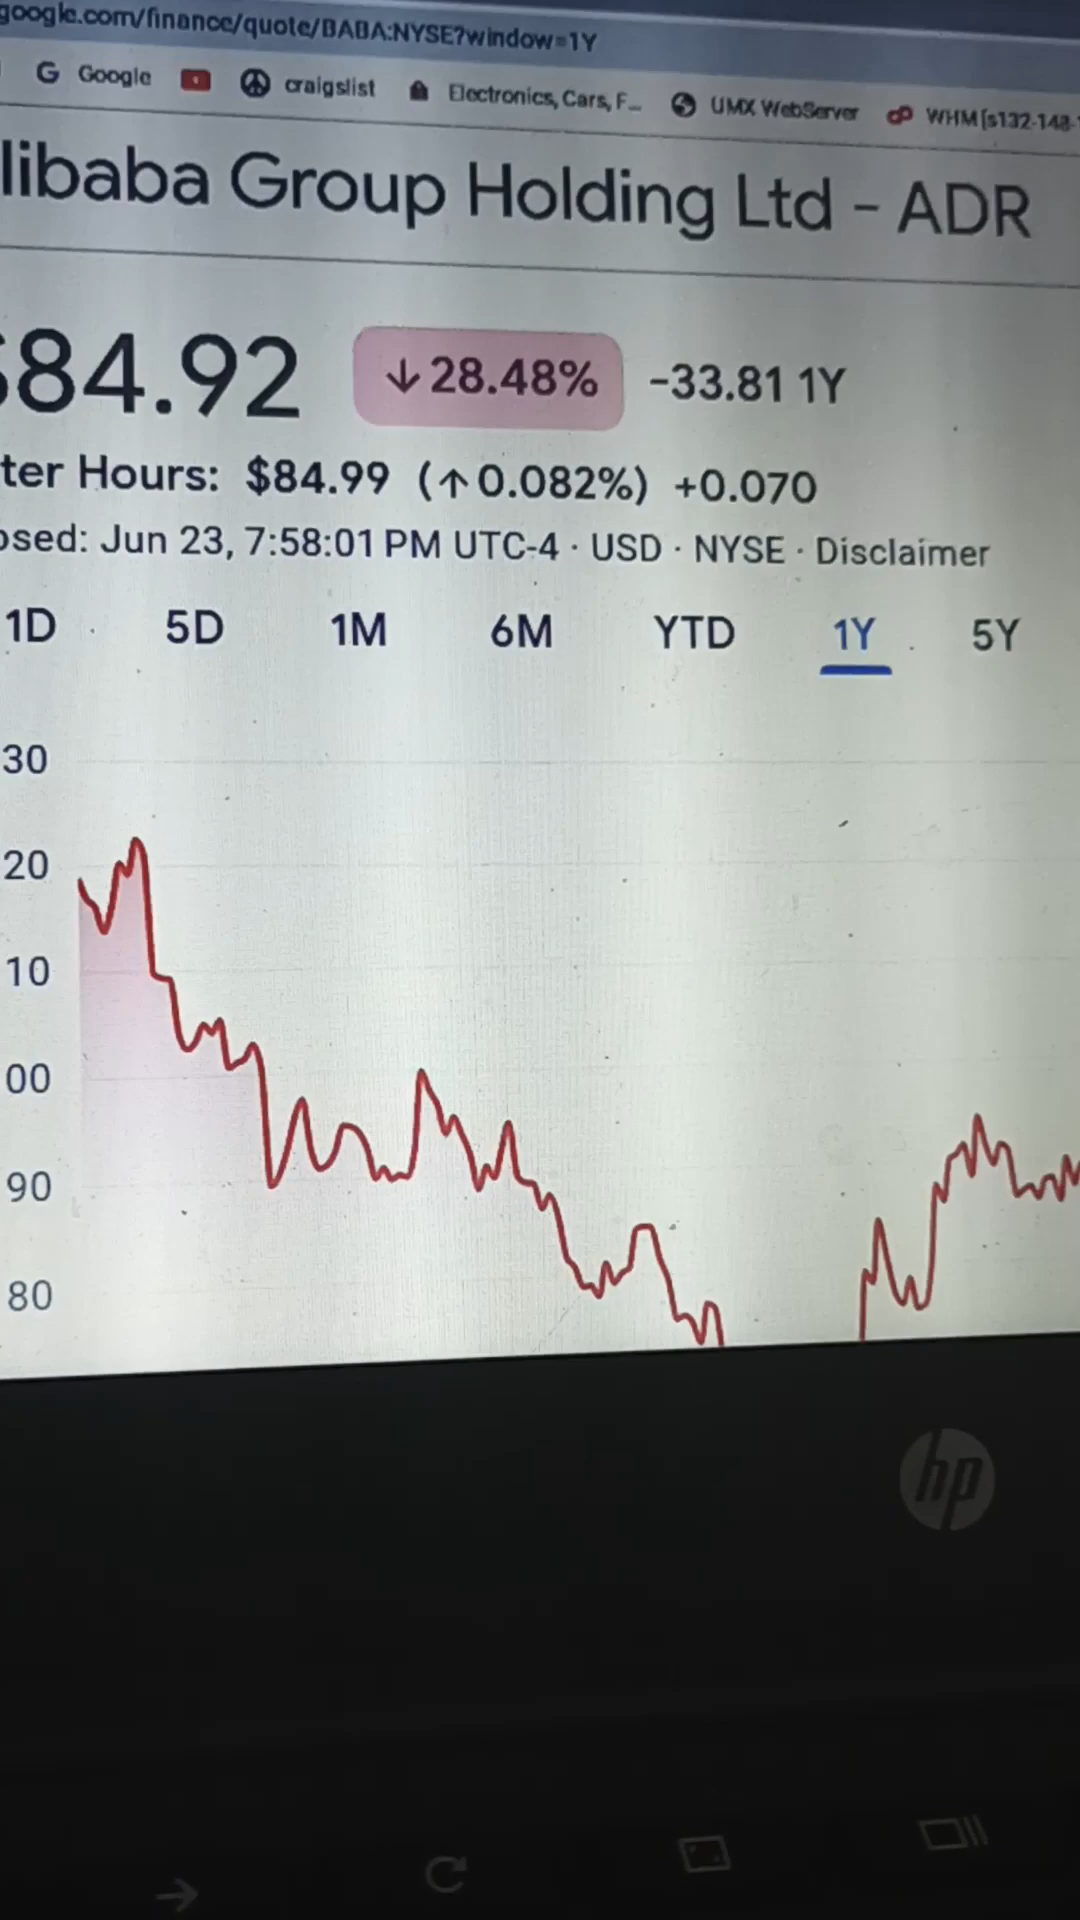 google.com/finance/quote/BABA:NYSE?window=1Y
Google craigslist Electronics, Cars, F... UMX WebServer WHM [s132-148-
libaba Group Holding Ltd - ADR
$84.92 ↓28.48% -33.81 1Y
ter Hours: $84.99 (↑0.082%) +0.070
osed: Jun 23, 7:58:01 PM UTC-4 · USD · NYSE · Disclaimer
1D 5D 1M 6M YTD 1Y 5Y
30
20
10
00
90
80
hp